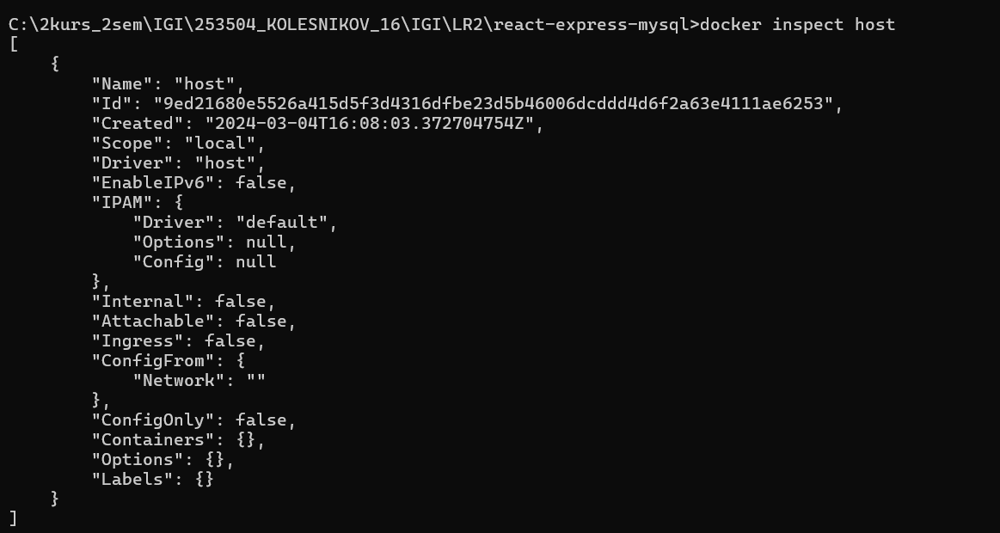 C:\2kurs_2sem\IGI\253504_KOLESNIKOV_16\IGI\LR2\react-express-mysql>docker inspect host
[
    {
        "Name": "host",
        "Id": "9ed21680e5526a415d5f3d4316dfbe23d5b46006dcddd4d6f2a63e4111ae6253",
        "Created": "2024-03-04T16:08:03.372704754Z",
        "Scope": "local",
        "Driver": "host",
        "EnableIPv6": false,
        "IPAM": {
            "Driver": "default",
            "Options": null,
            "Config": null
        },
        "Internal": false,
        "Attachable": false,
        "Ingress": false,
        "ConfigFrom": {
            "Network": ""
        },
        "ConfigOnly": false,
        "Containers": {},
        "Options": {},
        "Labels": {}
    }
]